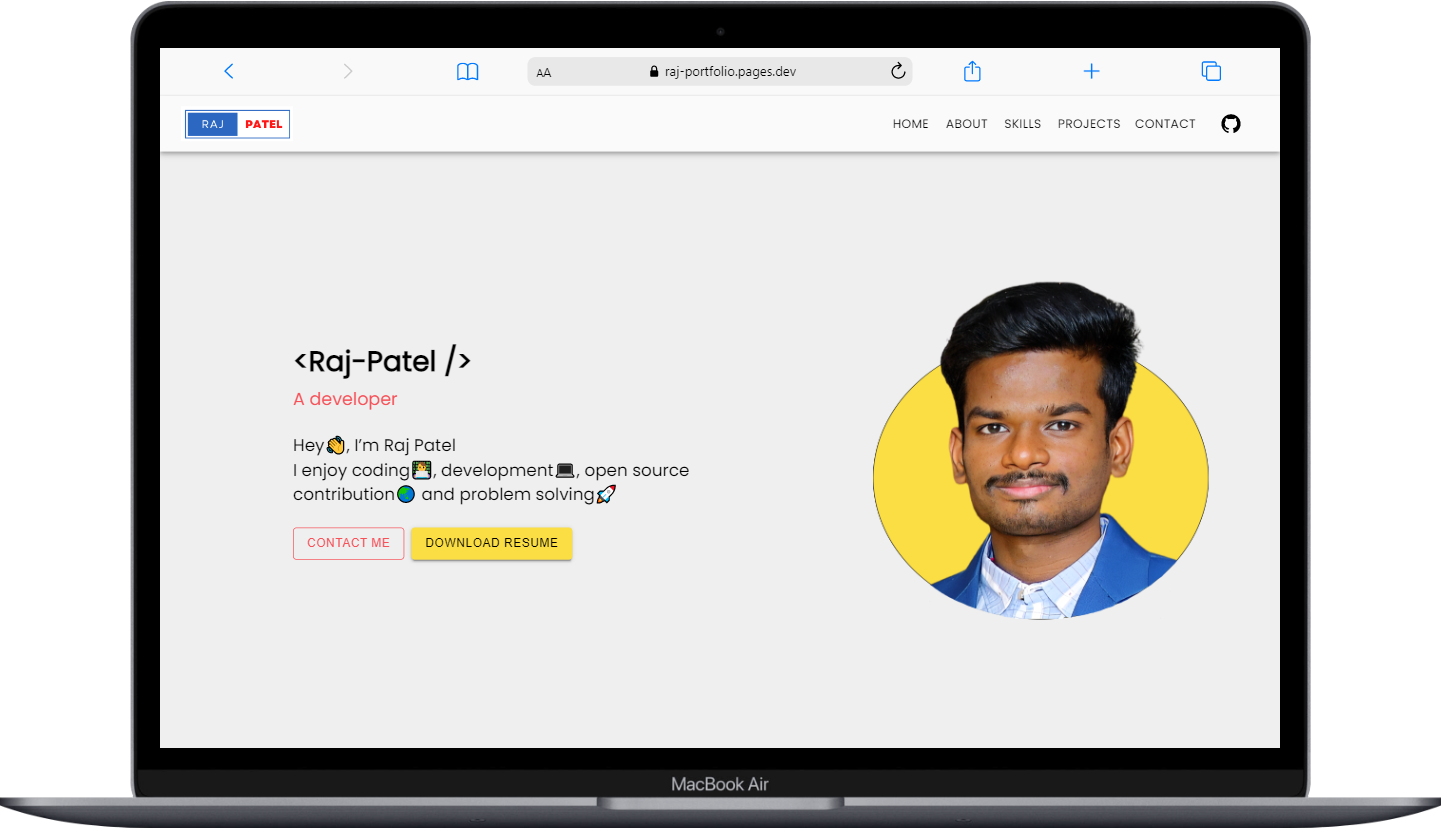 AA raj-portfolio.pages.dev
RAJ PATEL HOME ABOUT SKILLS PROJECTS CONTACT
<Raj-Patel />
A developer
Hey👋, I’m Raj Patel
I enjoy coding👨‍💻, development💻, open source
contribution🌍 and problem solving🚀
CONTACT ME DOWNLOAD RESUME
MacBook Air